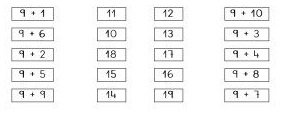 9 + 1 11 12 9 + 10
9 + 6 10 13 9 + 3
9 + 2 18 17 9 + 4
9 + 5 15 16 9 + 8
9 + 9 14 19 9 + 7